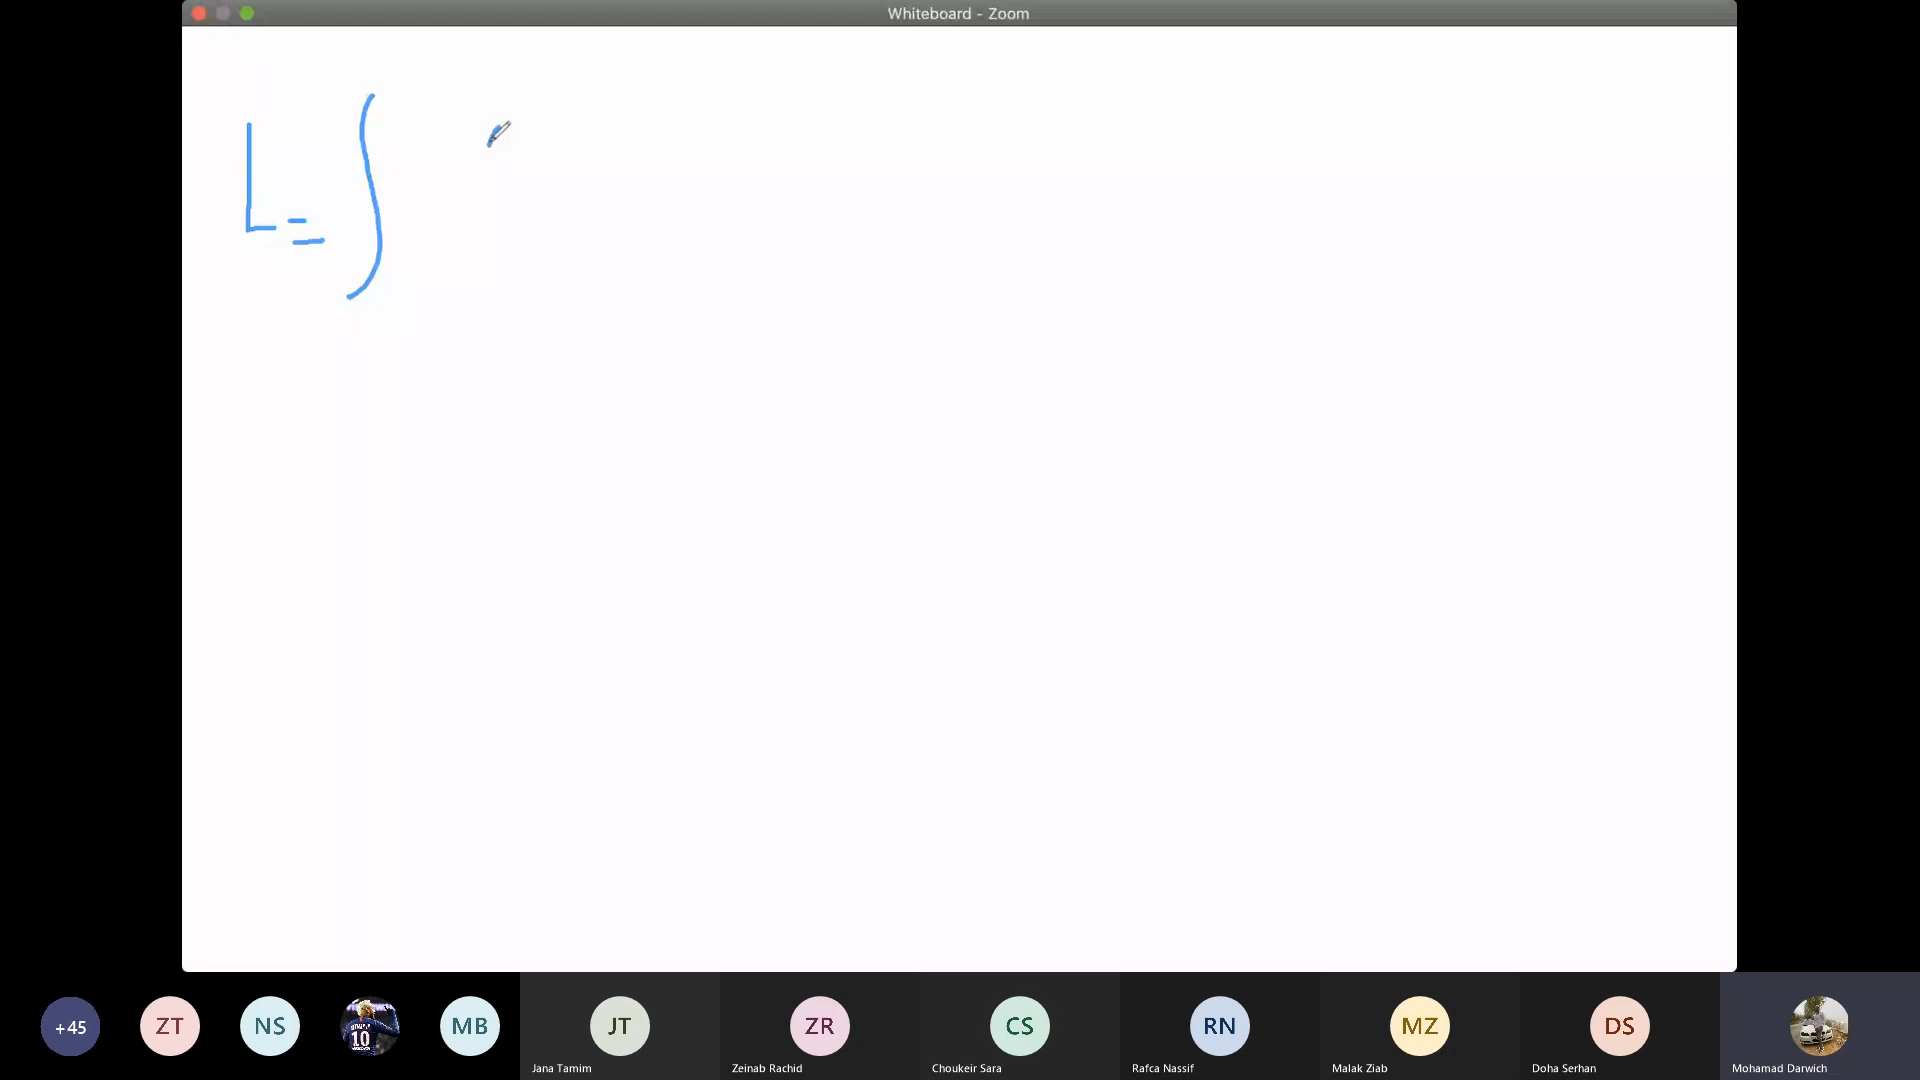 Whiteboard - Zoom
L = ∫
+45
ZT
NS
10
MB
JT
ZR
CS
RN
MZ
DS
Jana Tamim
Zeinab Rachid
Choukeir Sara
Rafca Nassif
Malak Ziab
Doha Serhan
Mohamad Darwich